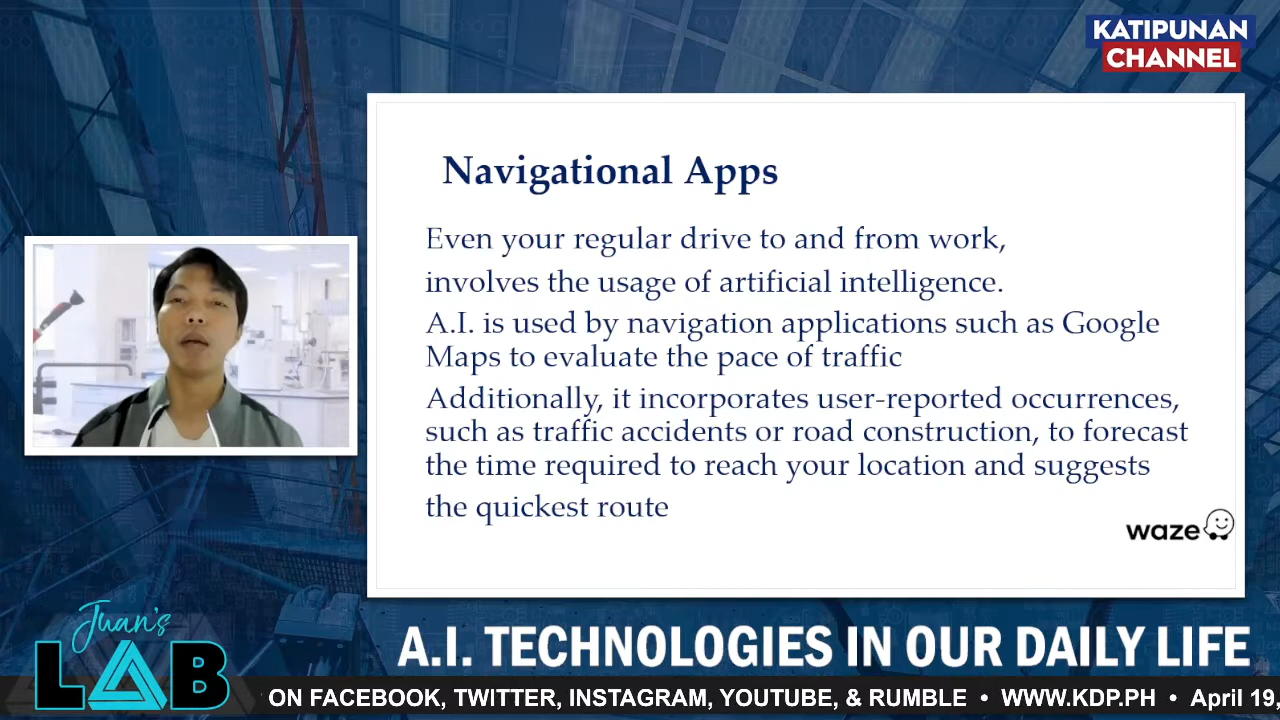 KATIPUNAN
CHANNEL
Navigational Apps
Even your regular drive to and from work,
involves the usage of artificial intelligence.
A.I. is used by navigation applications such as Google
Maps to evaluate the pace of traffic
Additionally, it incorporates user-reported occurrences,
such as traffic accidents or road construction, to forecast
the time required to reach your location and suggests
the quickest route
waze
Juan's
LAB
A.I. TECHNOLOGIES IN OUR DAILY LIFE
ON FACEBOOK, TWITTER, INSTAGRAM, YOUTUBE, & RUMBLE • WWW.KDP.PH • April 19,